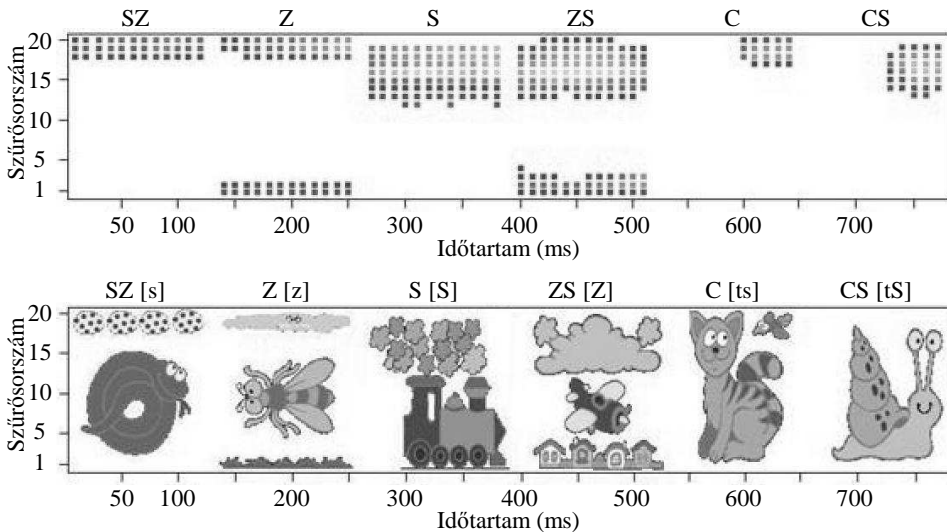 SZ Z S ZS C CS
Szűrősorszám
20
15
10
5
1
50 100 200 300 400 500 600 700
Időtartam (ms)
SZ [s] Z [z] S [S] ZS [Z] C [ts] CS [tS]
Szűrősorszám
20
15
10
5
1
50 100 200 300 400 500 600 700
Időtartam (ms)